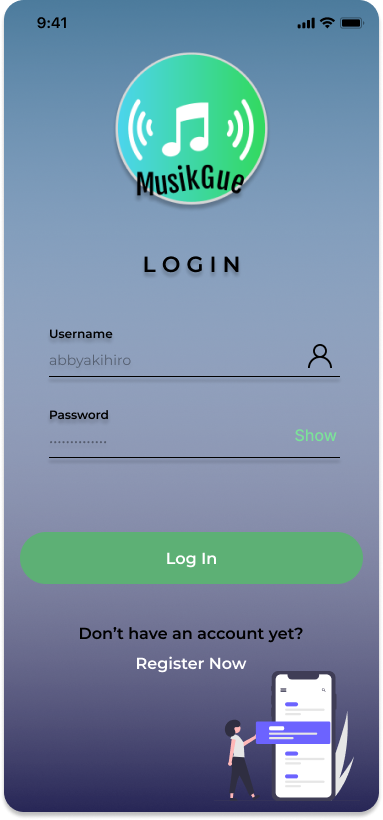 9:41
MusikGue
LOGIN
Username
abbyakihiro
Password
..............
Show
Log In
Don’t have an account yet?
Register Now